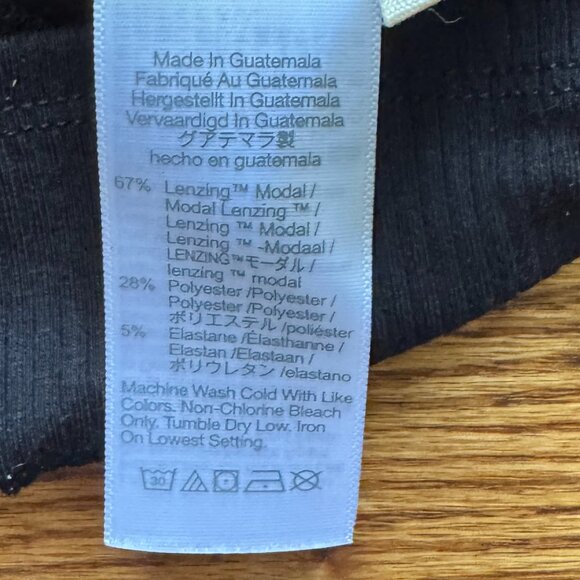 Made In Guatemala
Fabriqué Au Guatemala
Hergestellt In Guatemala
Vervaardigd In Guatemala
グアテマラ製
hecho en guatemala
67% Lenzing™ Modal /
Modal Lenzing ™ /
Lenzing ™ Modal /
Lenzing ™ -Modaal /
LENZING™モーダル /
lenzing ™ modal
28% Polyester /Polyester /
Polyester /Polyester /
ポリエステル /poliéster
5% Elastane /Élasthanne /
Elastan /Elastaan /
ポリウレタン /elastano
Machine Wash Cold With Like
Colors. Non-Chlorine Bleach
Only. Tumble Dry Low. Iron
On Lowest Setting.
30